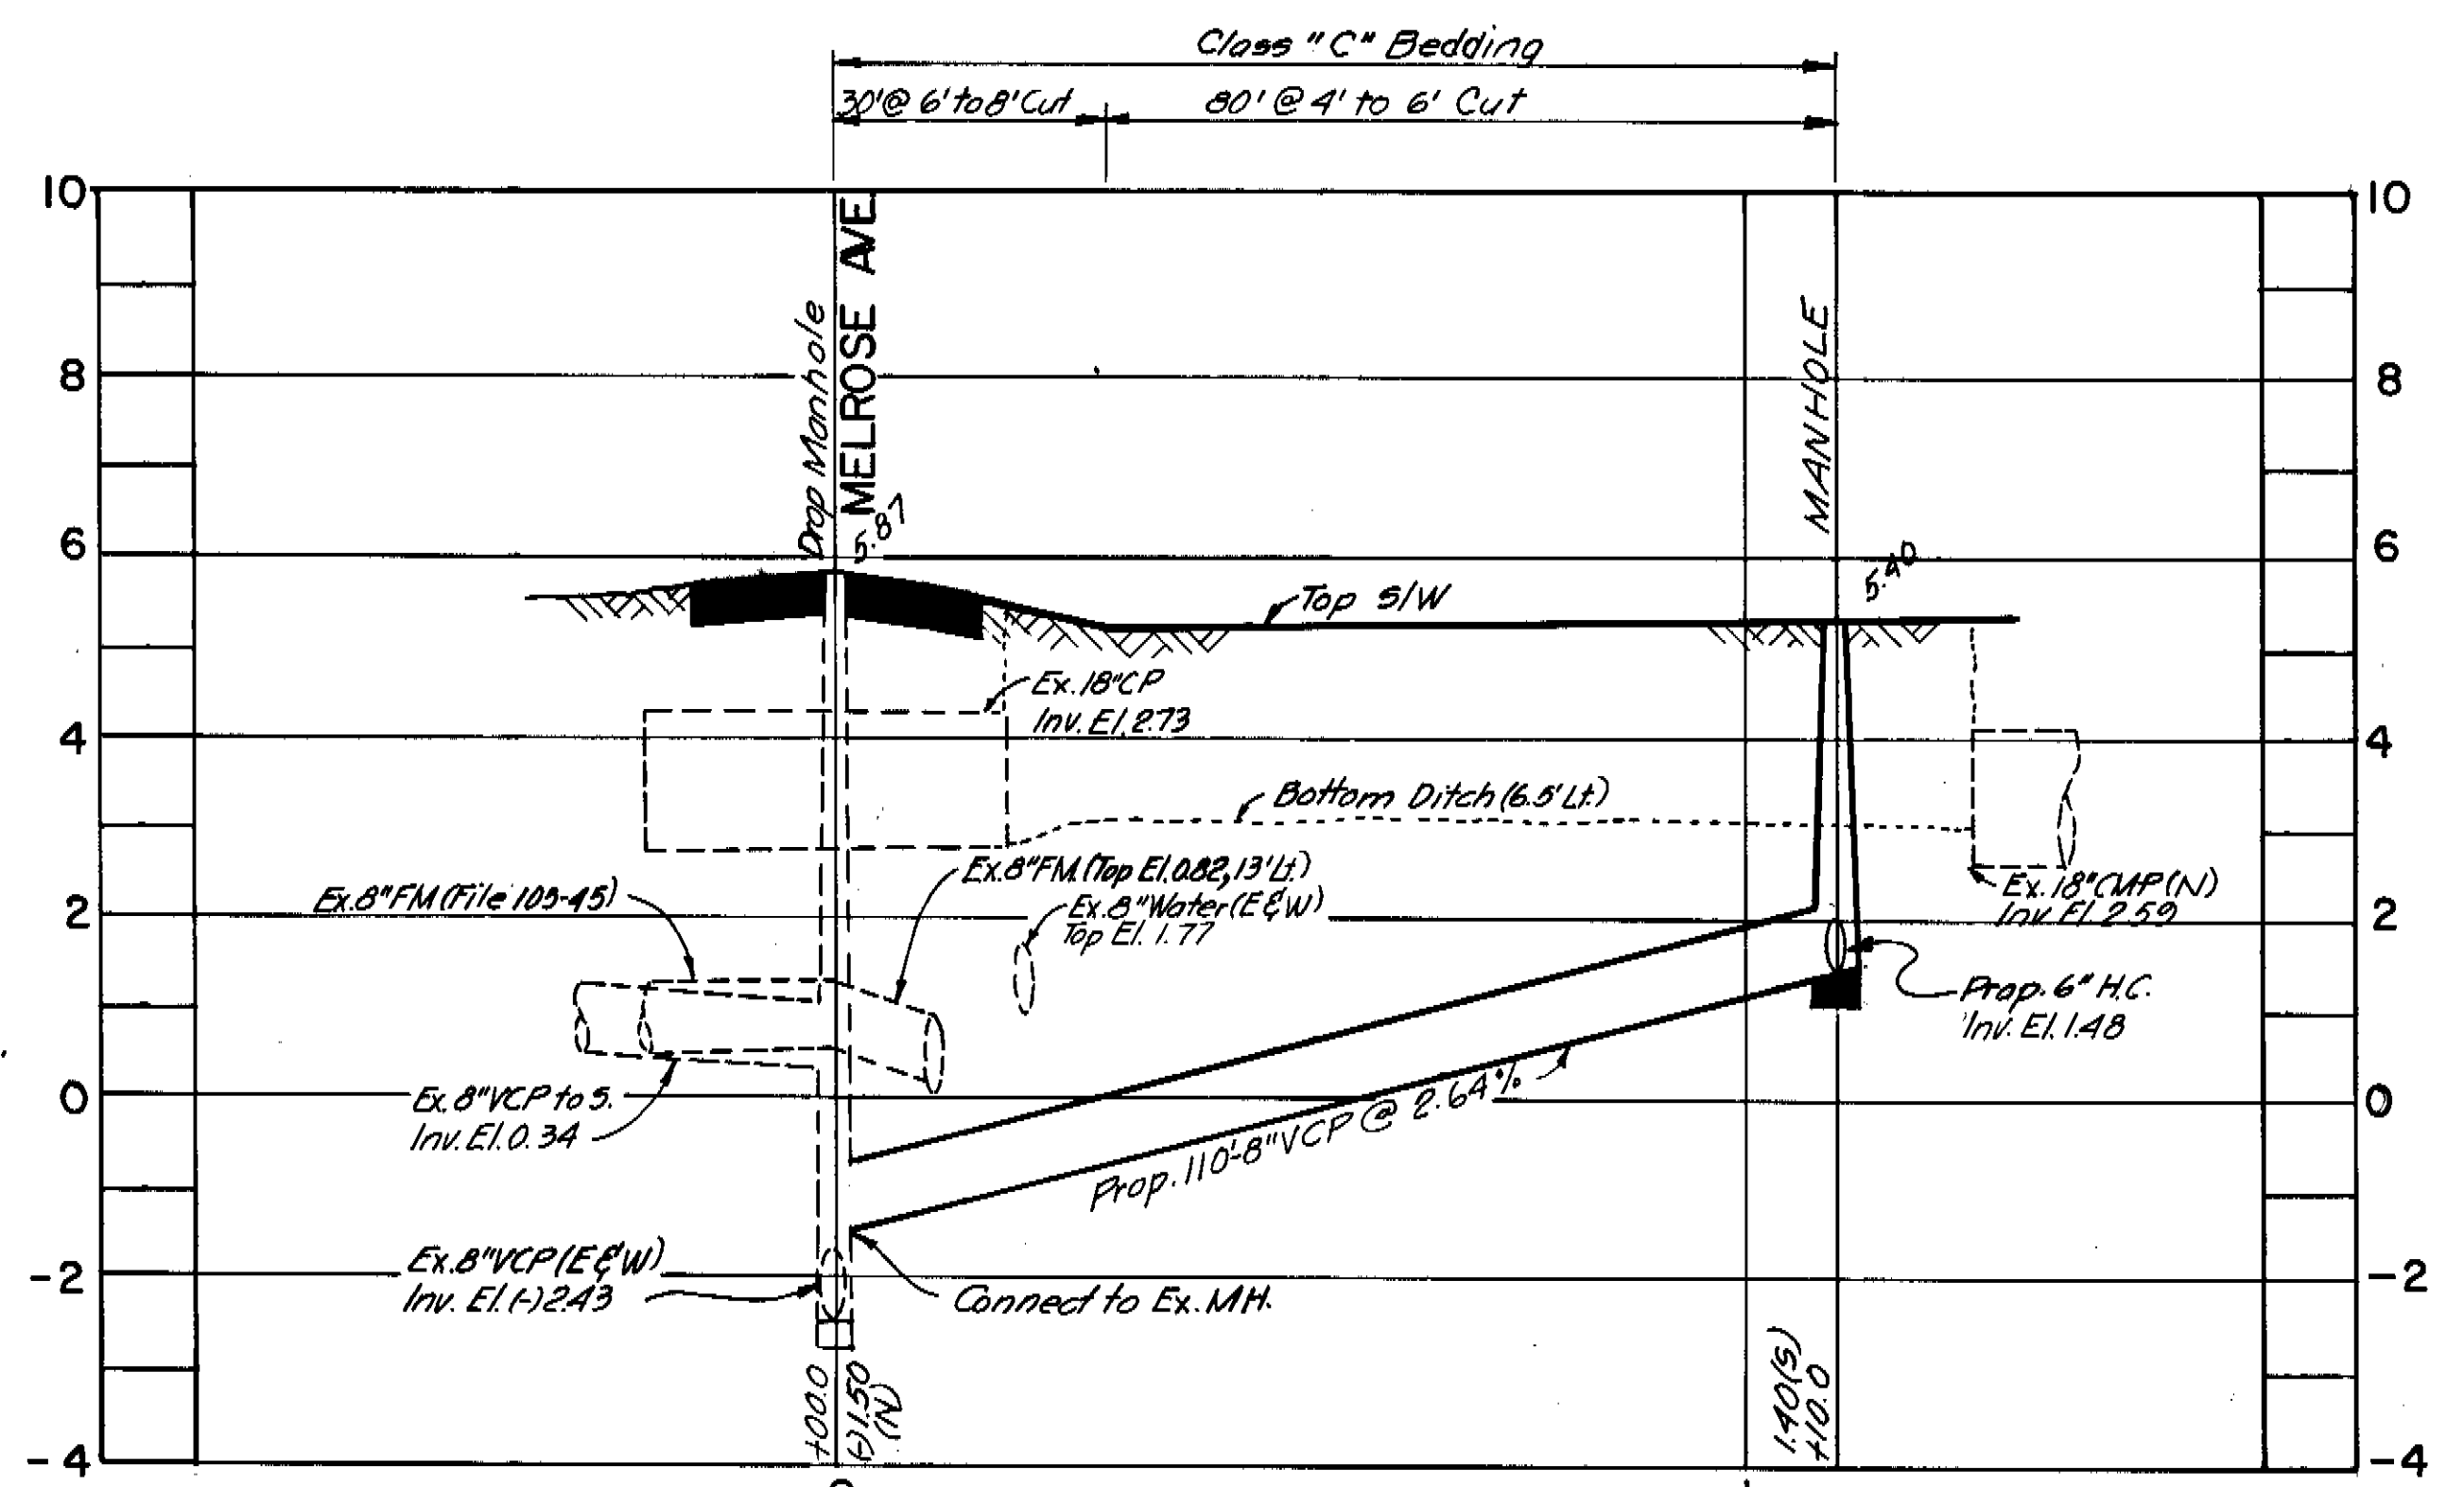 Class "C" Bedding
30'@ 6' to 8' Cut
80' @ 4' to 6' Cut
10
10
8
8
6
6
4
4
2
2
0
0
-2
-2
-4
-4
Drop Manhole
MELROSE AVE
5.87
MANHOLE
5.40
Top S/W
Ex. 18" CP
Inv. El. 2.73
Bottom Ditch (6.5' Lt.)
Ex. 8" FM (File 105-45)
Ex. 8" FM. (Top El. 0.82, 13' Lt.)
Ex. 8" Water (E & W)
Top El. 1.77
Ex. 18" CMP (N)
Inv. El. 2.59
Prop. 6" H.C.
Inv. El. 1.48
Ex. 8" VCP to S.
Inv. El. 0.34
Prop. 110'-8" VCP @ 2.64%
Ex. 8" VCP (E & W)
Inv. El. (-) 2.43
Connect to Ex. MH.
+00.0
(-) 1.50
(N)
1.40 (S)
+10.0